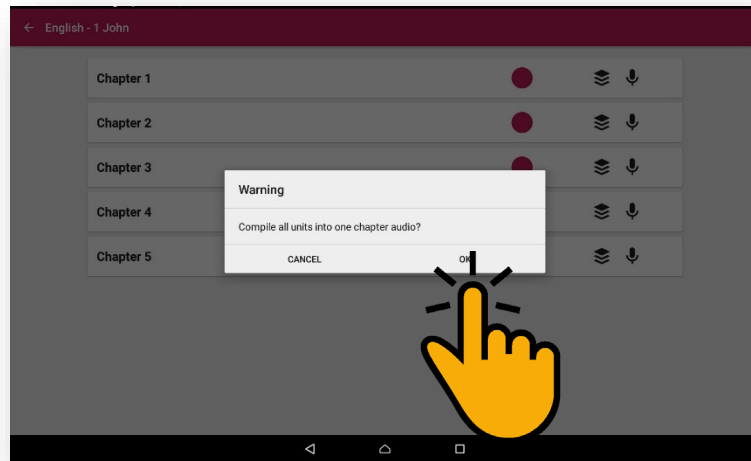 English - 1 John
Chapter 1
Chapter 2
Chapter 3
Warning
Compile all units into one chapter audio?
Chapter 4
CANCEL
OK
Chapter 5